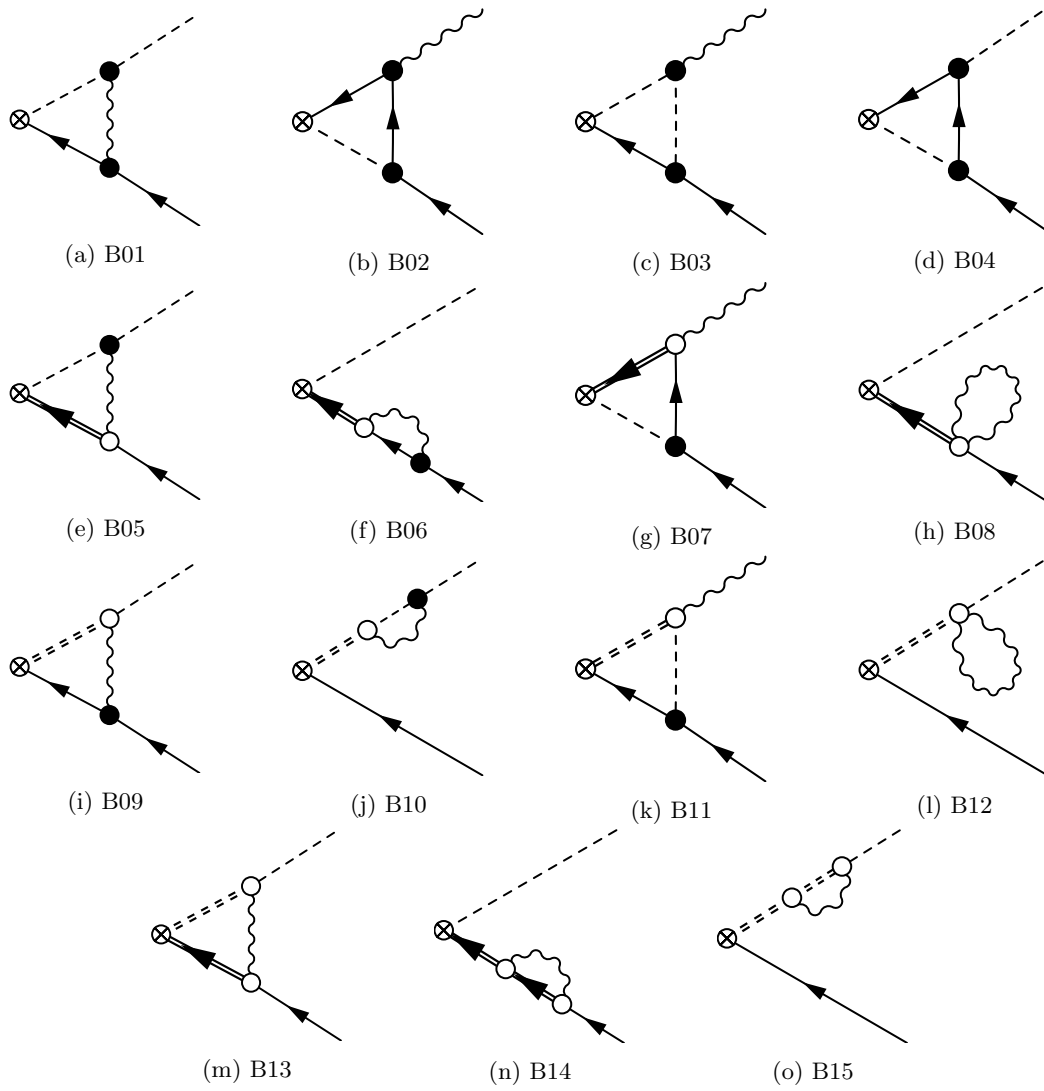 (a) B01 (b) B02 (c) B03 (d) B04
(e) B05 (f) B06 (g) B07 (h) B08
(i) B09 (j) B10 (k) B11 (l) B12
(m) B13 (n) B14 (o) B15